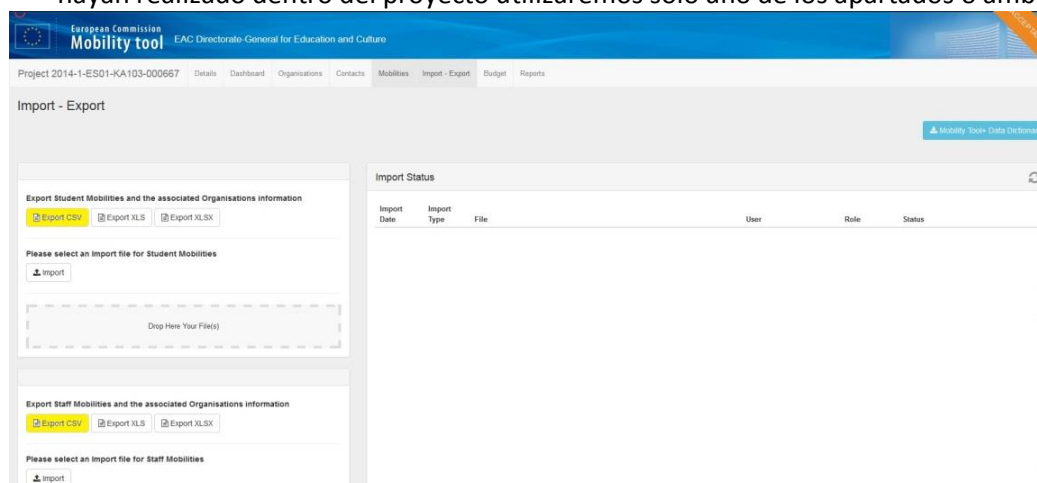 hayan realizado dentro del proyecto utilizaremos solo uno de los apartados o
European Commission
Mobility tool
EAC Directorate-General for Education and Culture
Project 2014-1-ES01-KA103-000667 Details Dashboard Organisations Contacts Mobilities Import - Export Budget Reports
Import - Export
Mobility Tool+ Data
Export Student Mobilities and the associated Organisations information
Export CSV Export XLS Export XLSX
Please select an import file for Student Mobilities
Import
Drop Here Your File(s)
Export Staff Mobilities and the associated Organisations information
Export CSV Export XLS Export XLSX
Please select an import file for Staff Mobilities
Import
Import Status
Import Date Import Type File User Role Status